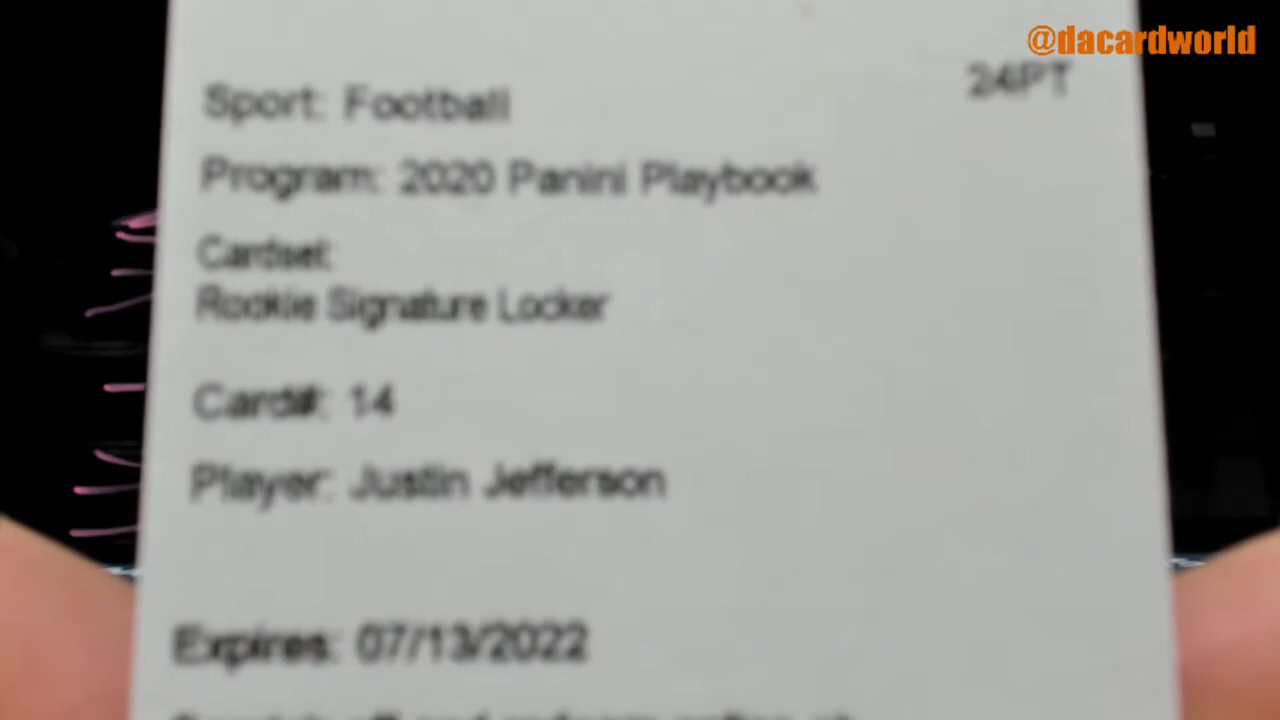 @dacardworld
24PT
Sport: Football
Program: 2020 Panini Playbook
Cardset:
Rookie Signature Locker
Card#: 14
Player: Justin Jefferson
Expires: 07/13/2022